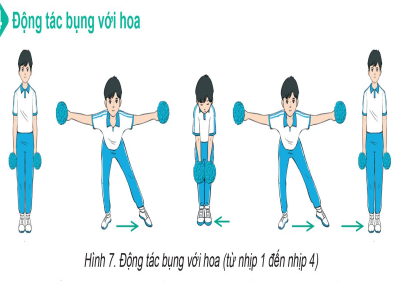 Động tác bụng với hoa
Hình 7. Động tác bụng với hoa (từ nhịp 1 đến nhịp 4)